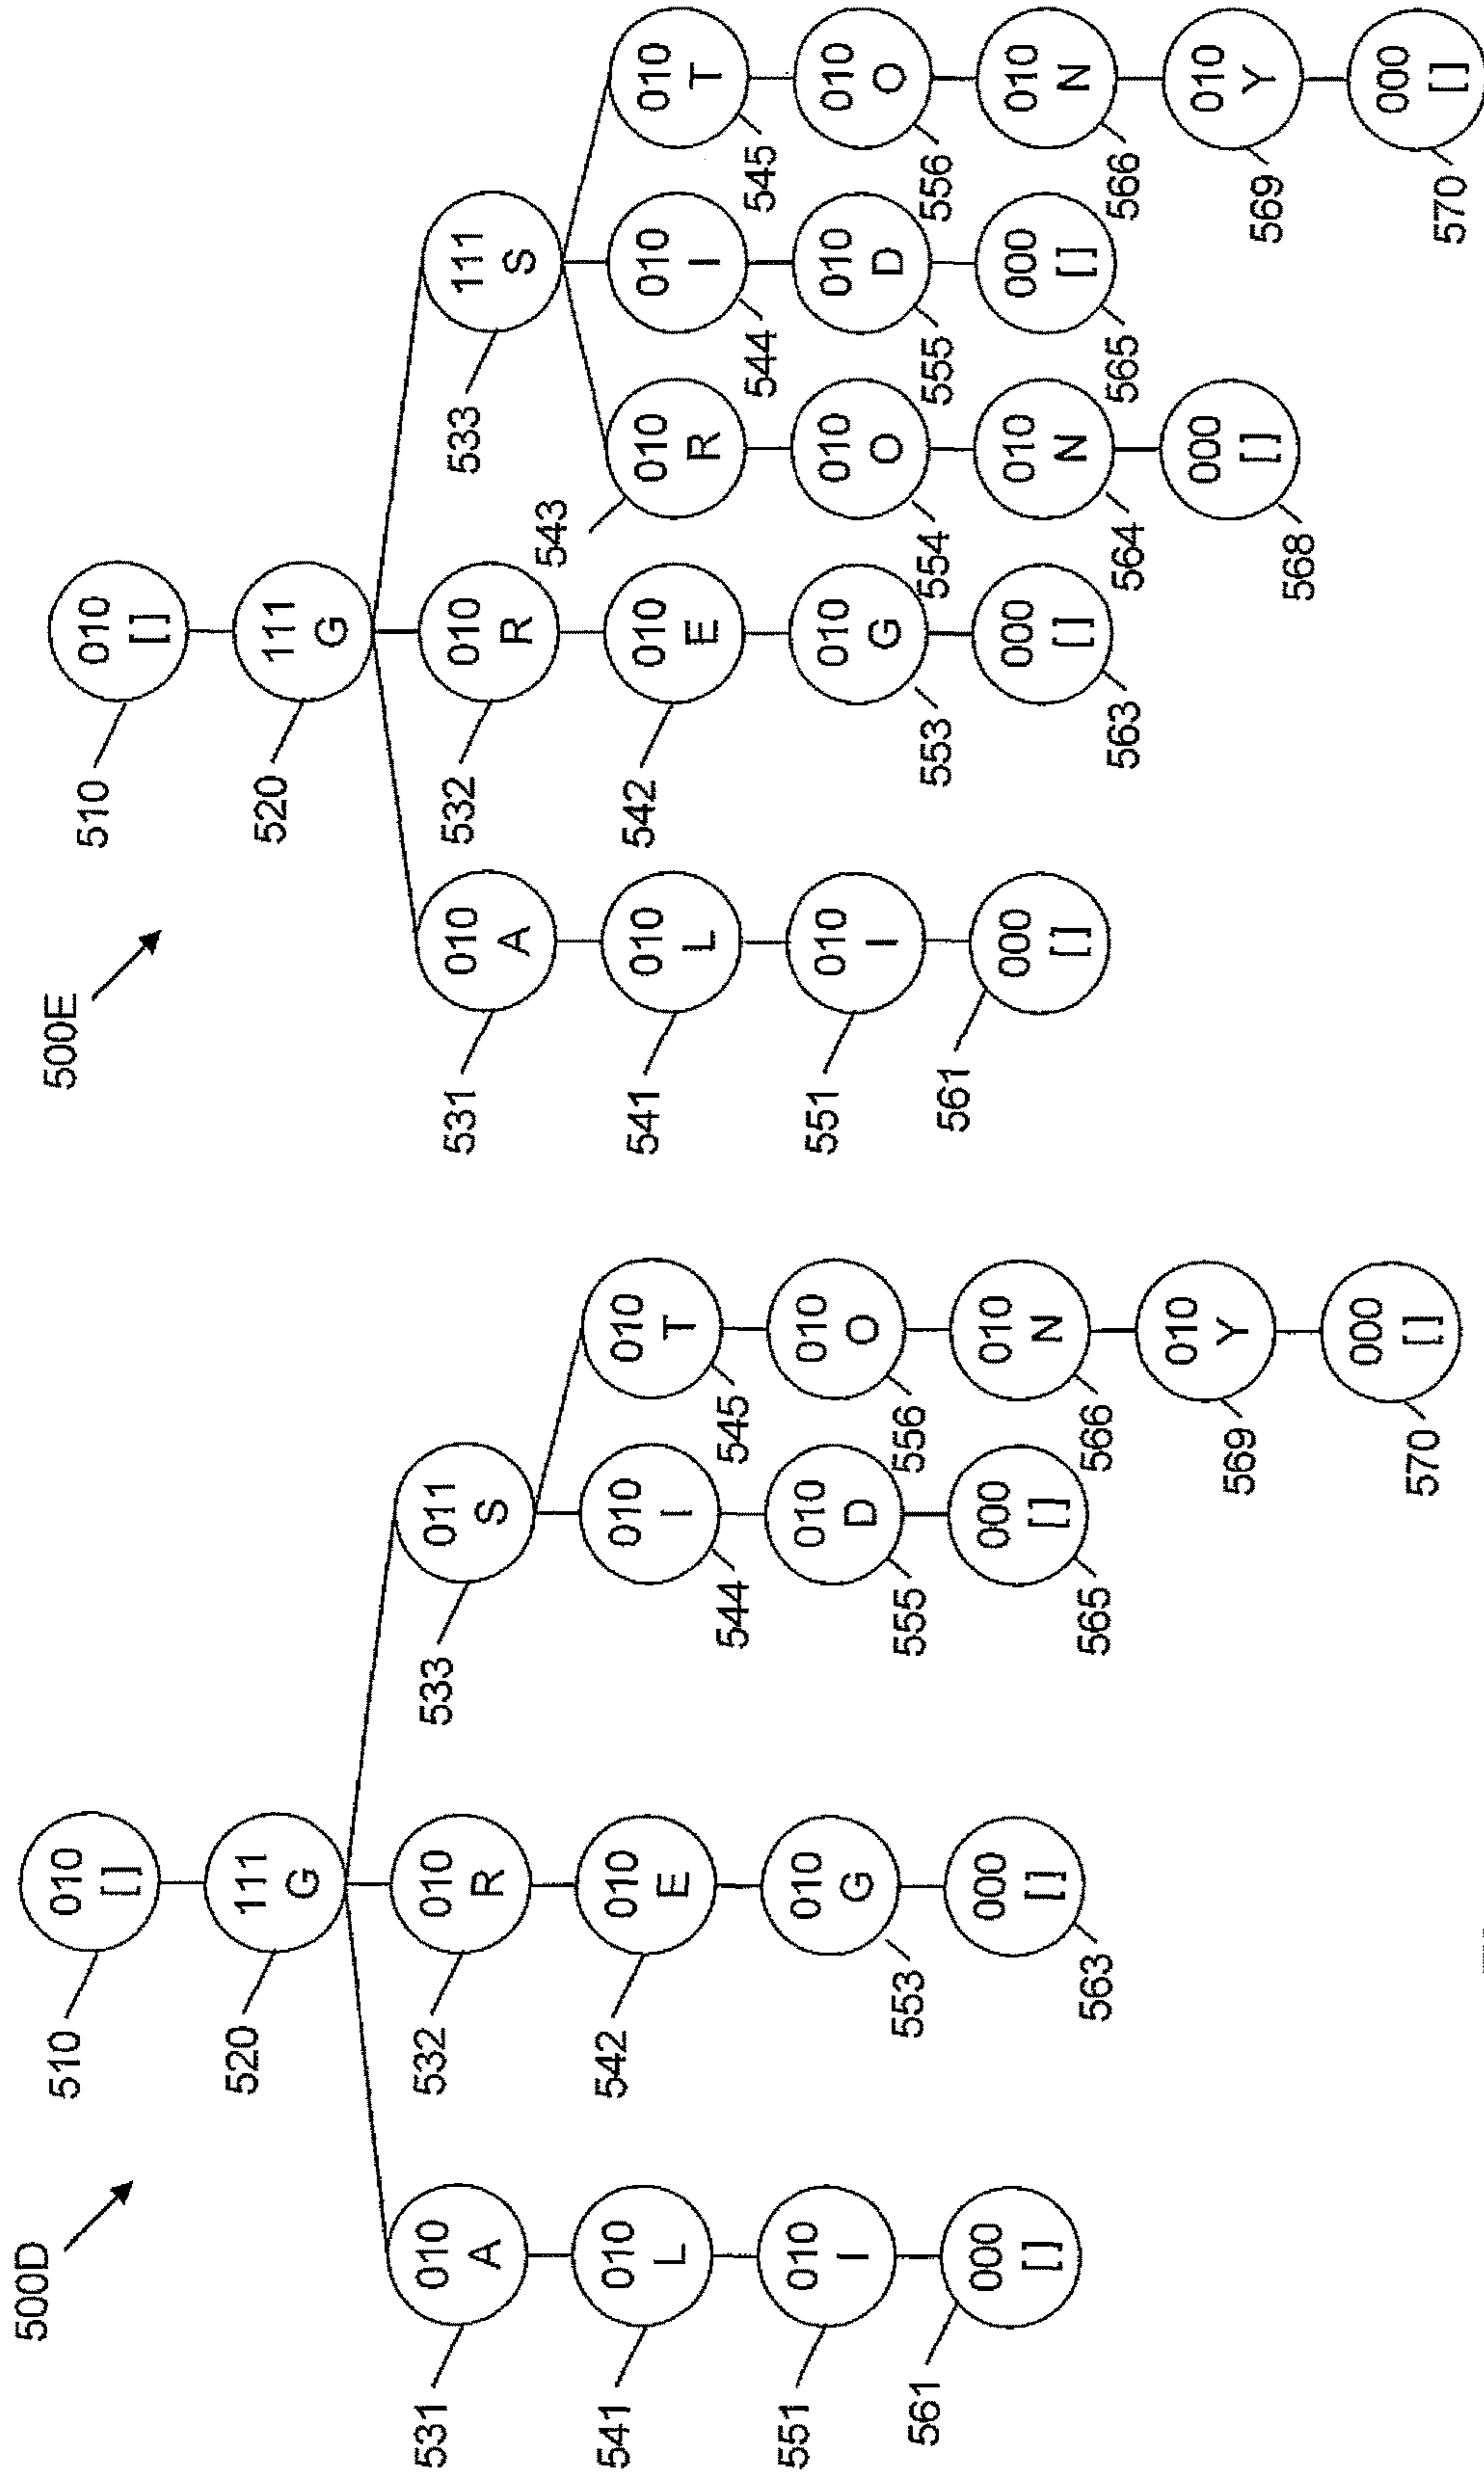 500D
510
010
[ ]
520
111
G
531
010
A
532
010
R
533
011
S
541
010
L
542
010
E
544
010
I
545
010
T
551
010
I
553
010
G
555
010
D
556
010
O
561
000
[ ]
563
000
[ ]
565
000
[ ]
566
010
N
569
010
Y
570
000
[ ]
500E
510
010
[ ]
520
111
G
531
010
A
532
010
R
533
111
S
541
010
L
542
010
E
543
010
R
544
010
I
545
010
T
551
010
I
553
010
G
554
010
O
555
010
D
556
010
O
561
000
[ ]
563
000
[ ]
564
010
N
565
000
[ ]
566
010
N
568
000
[ ]
569
010
Y
570
000
[ ]